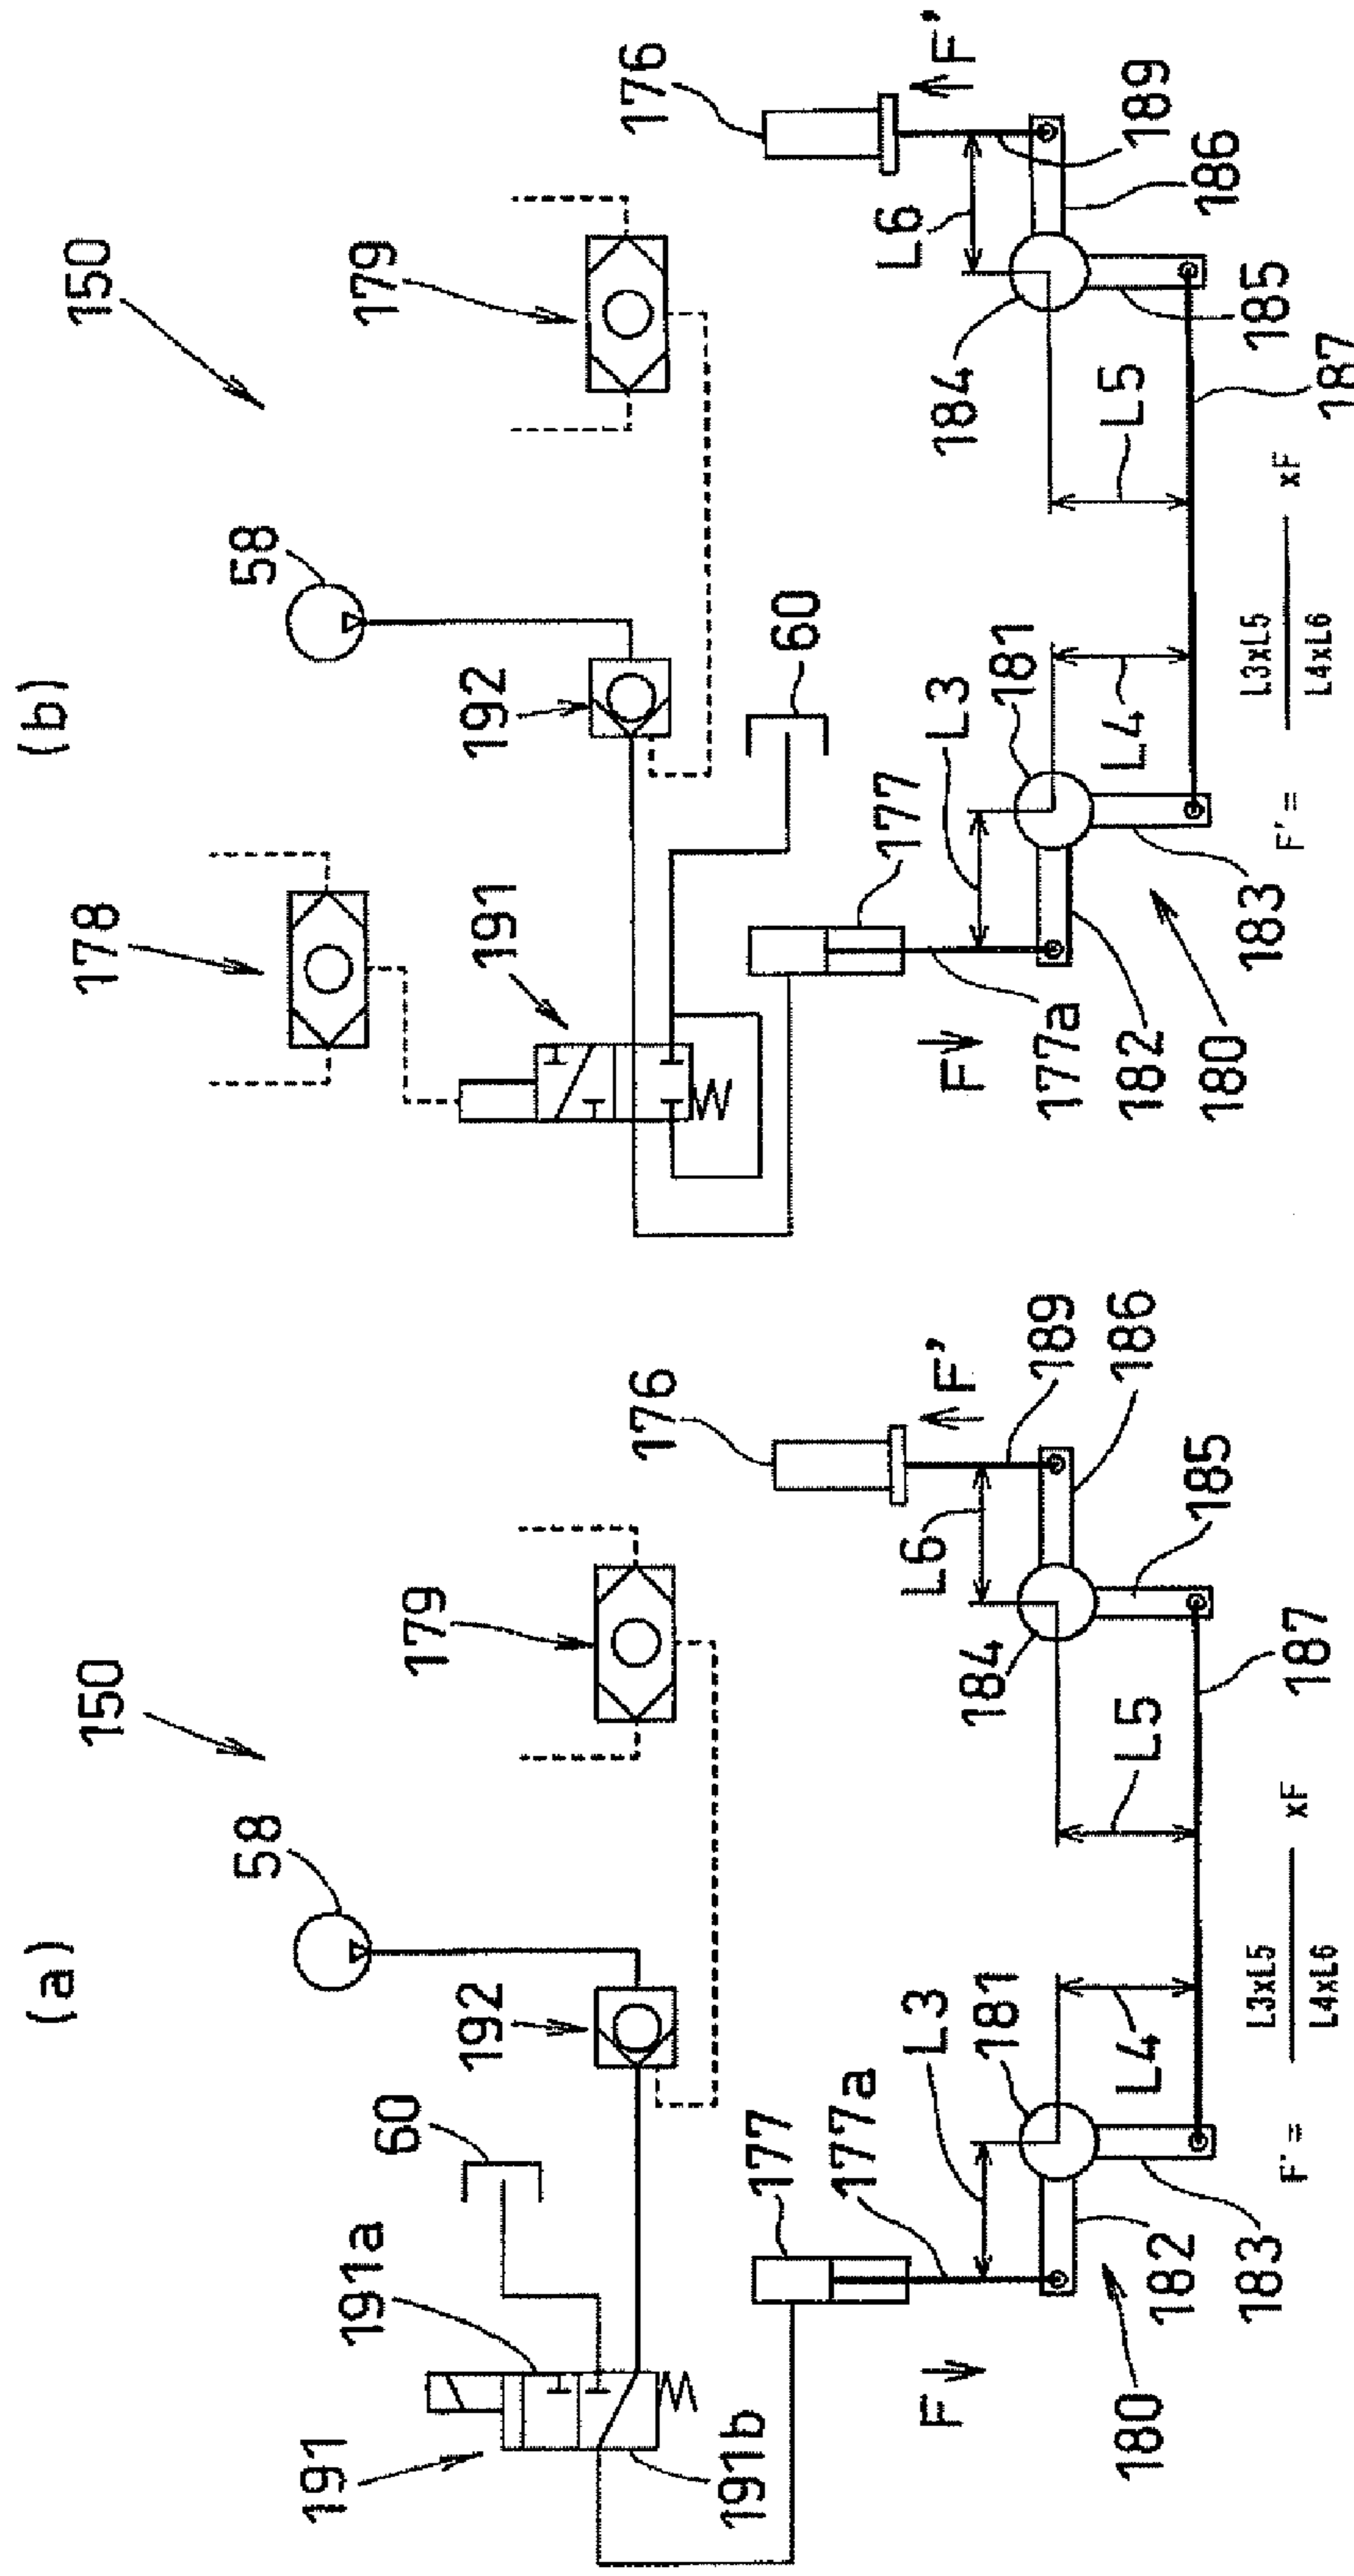 (a)
150
58
179
60
192
191a
191
176
191b
177
177a
L3
L6
F
F'
181
184
189
186
180
182
183
L4
L5
185
187
L3xL5
F' = xF
L4xL6
(b)
150
178
58
179
192
191
176
60
177
L3
L6
F
F'
181
184
189
177a
182
180
183
L4
L5
186
185
187
L3xL5
F' = xF
L4xL6